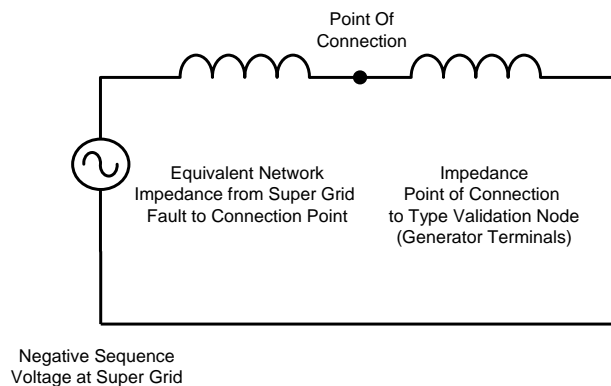 Point Of
Connection
Equivalent Network
Impedance from Super Grid
Fault to Connection Point
Impedance
Point of Connection
to Type Validation Node
(Generator Terminals)
Negative Sequence
Voltage at Super Grid